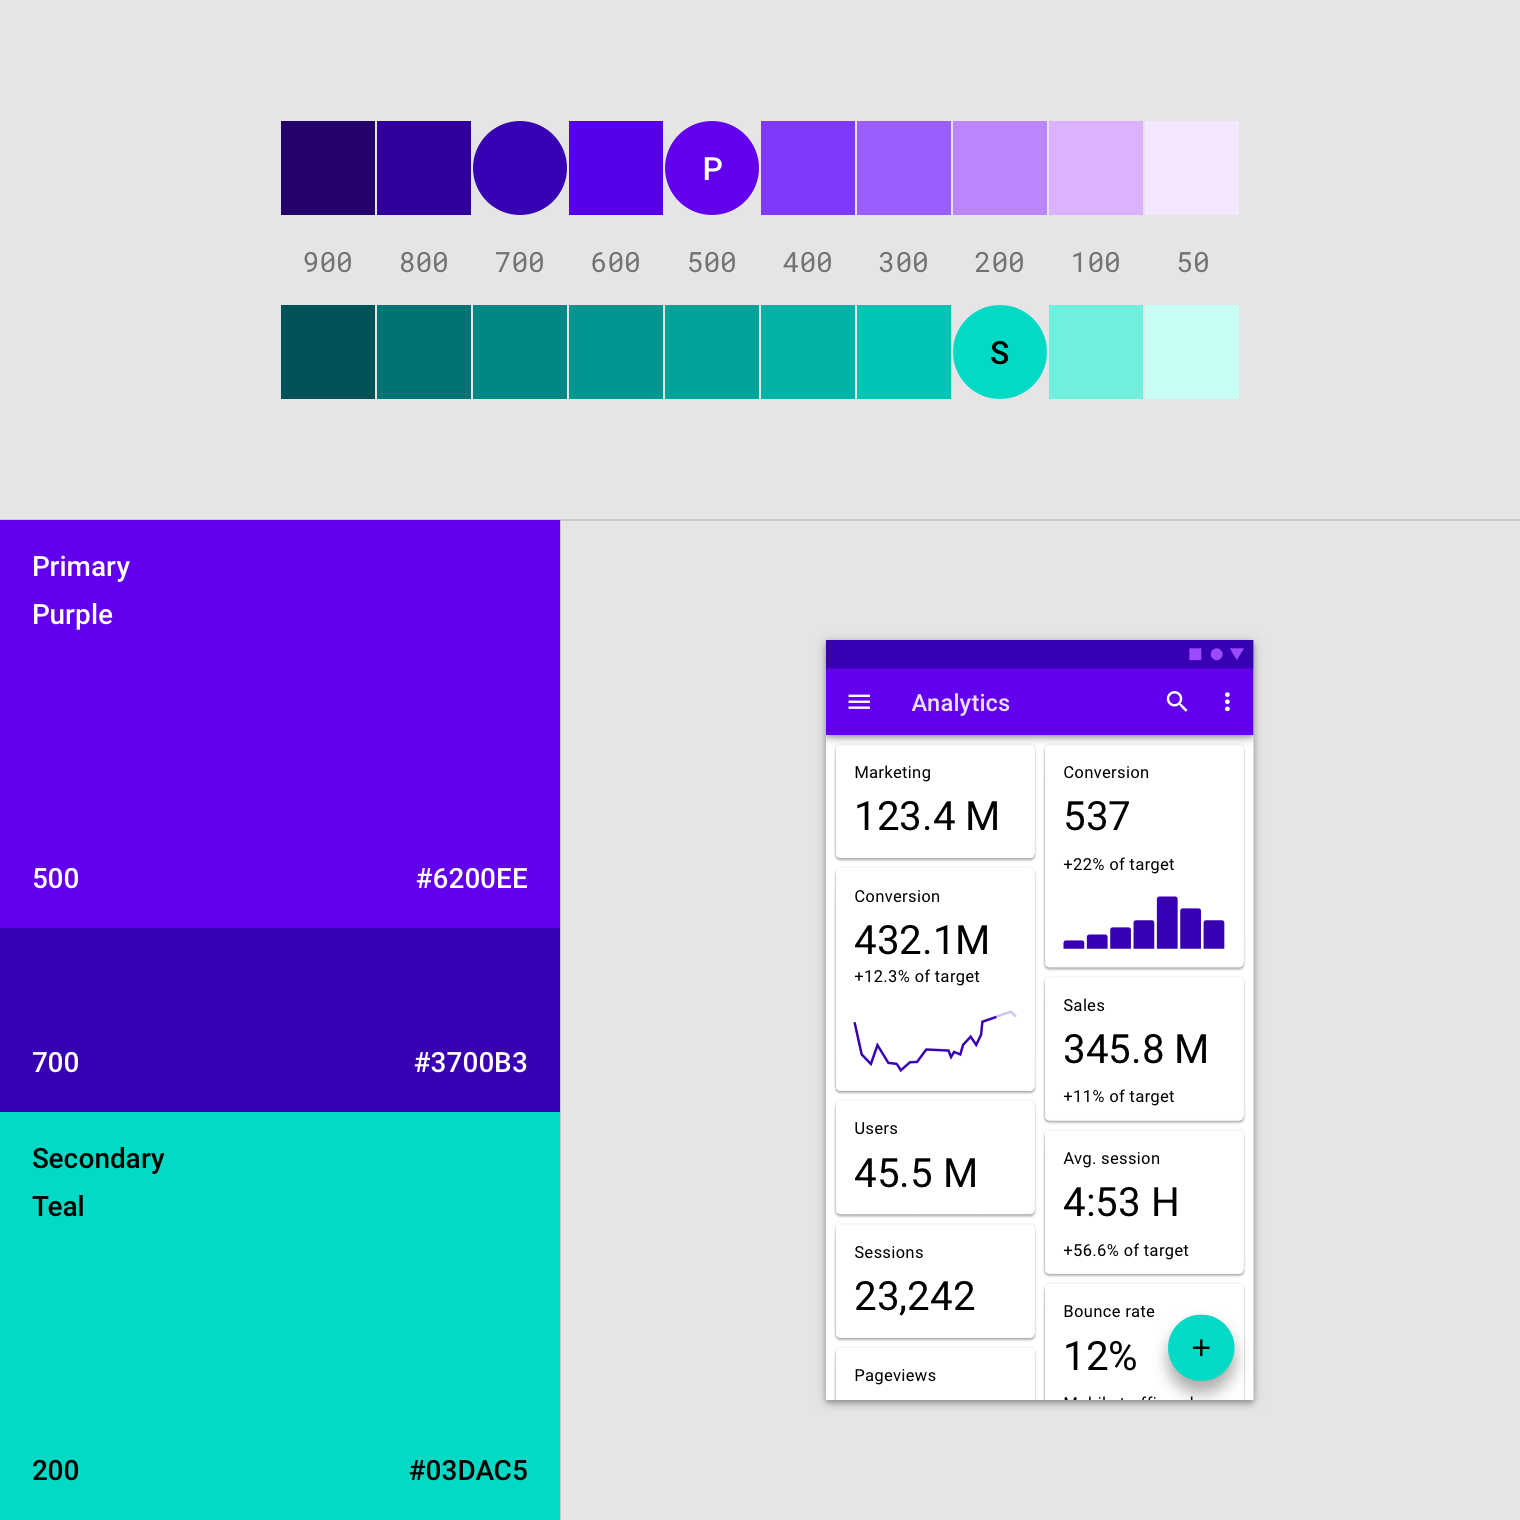 P
900 800 700 600 500 400 300 200 100 50
S
Primary
Purple
500 #6200EE
700 #3700B3
Secondary
Teal
200 #03DAC5
Analytics
Marketing
123.4 M
Conversion
432.1M
+12.3% of target
Users
45.5 M
Sessions
23,242
Pageviews
Conversion
537
+22% of target
Sales
345.8 M
+11% of target
Avg. session
4:53 H
+56.6% of target
Bounce rate
12%
+